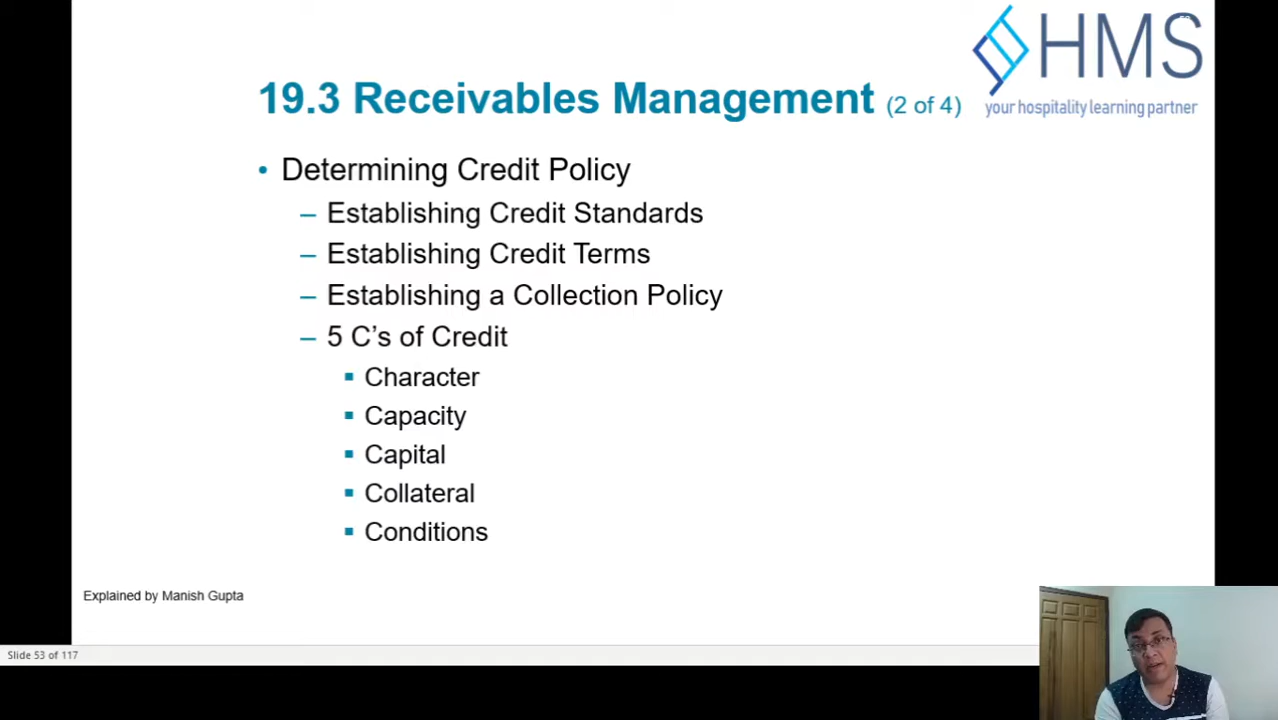 HMS
your hospitality learning partner
19.3 Receivables Management (2 of 4)
• Determining Credit Policy
– Establishing Credit Standards
– Establishing Credit Terms
– Establishing a Collection Policy
– 5 C’s of Credit
▪ Character
▪ Capacity
▪ Capital
▪ Collateral
▪ Conditions
Explained by Manish Gupta
Slide 53 of 117